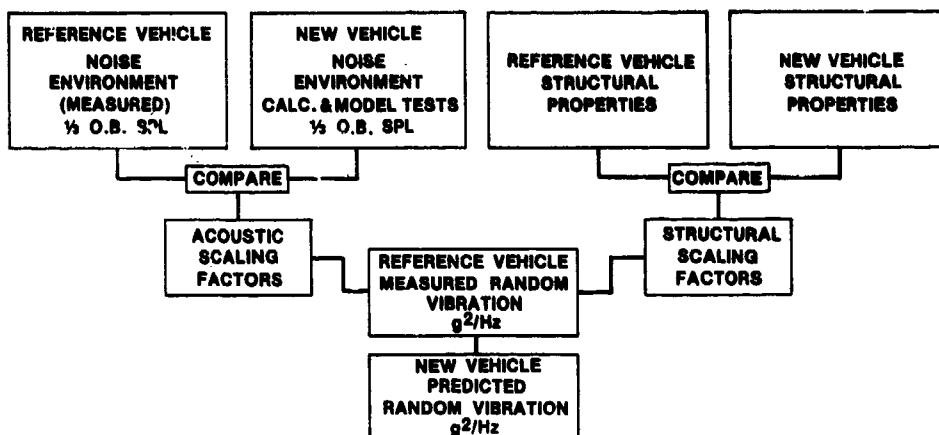 REFERENCE VEHICLE
NOISE
ENVIRONMENT
(MEASURED)
⅓ O.B. SPL
NEW VEHICLE
NOISE
ENVIRONMENT
CALC. & MODEL TESTS
⅓ O.B. SPL
REFERENCE VEHICLE
STRUCTURAL
PROPERTIES
NEW VEHICLE
STRUCTURAL
PROPERTIES
COMPARE
COMPARE
ACOUSTIC
SCALING
FACTORS
STRUCTURAL
SCALING
FACTORS
REFERENCE VEHICLE
MEASURED RANDOM
VIBRATION
g²/Hz
NEW VEHICLE
PREDICTED
RANDOM VIBRATION
g²/Hz